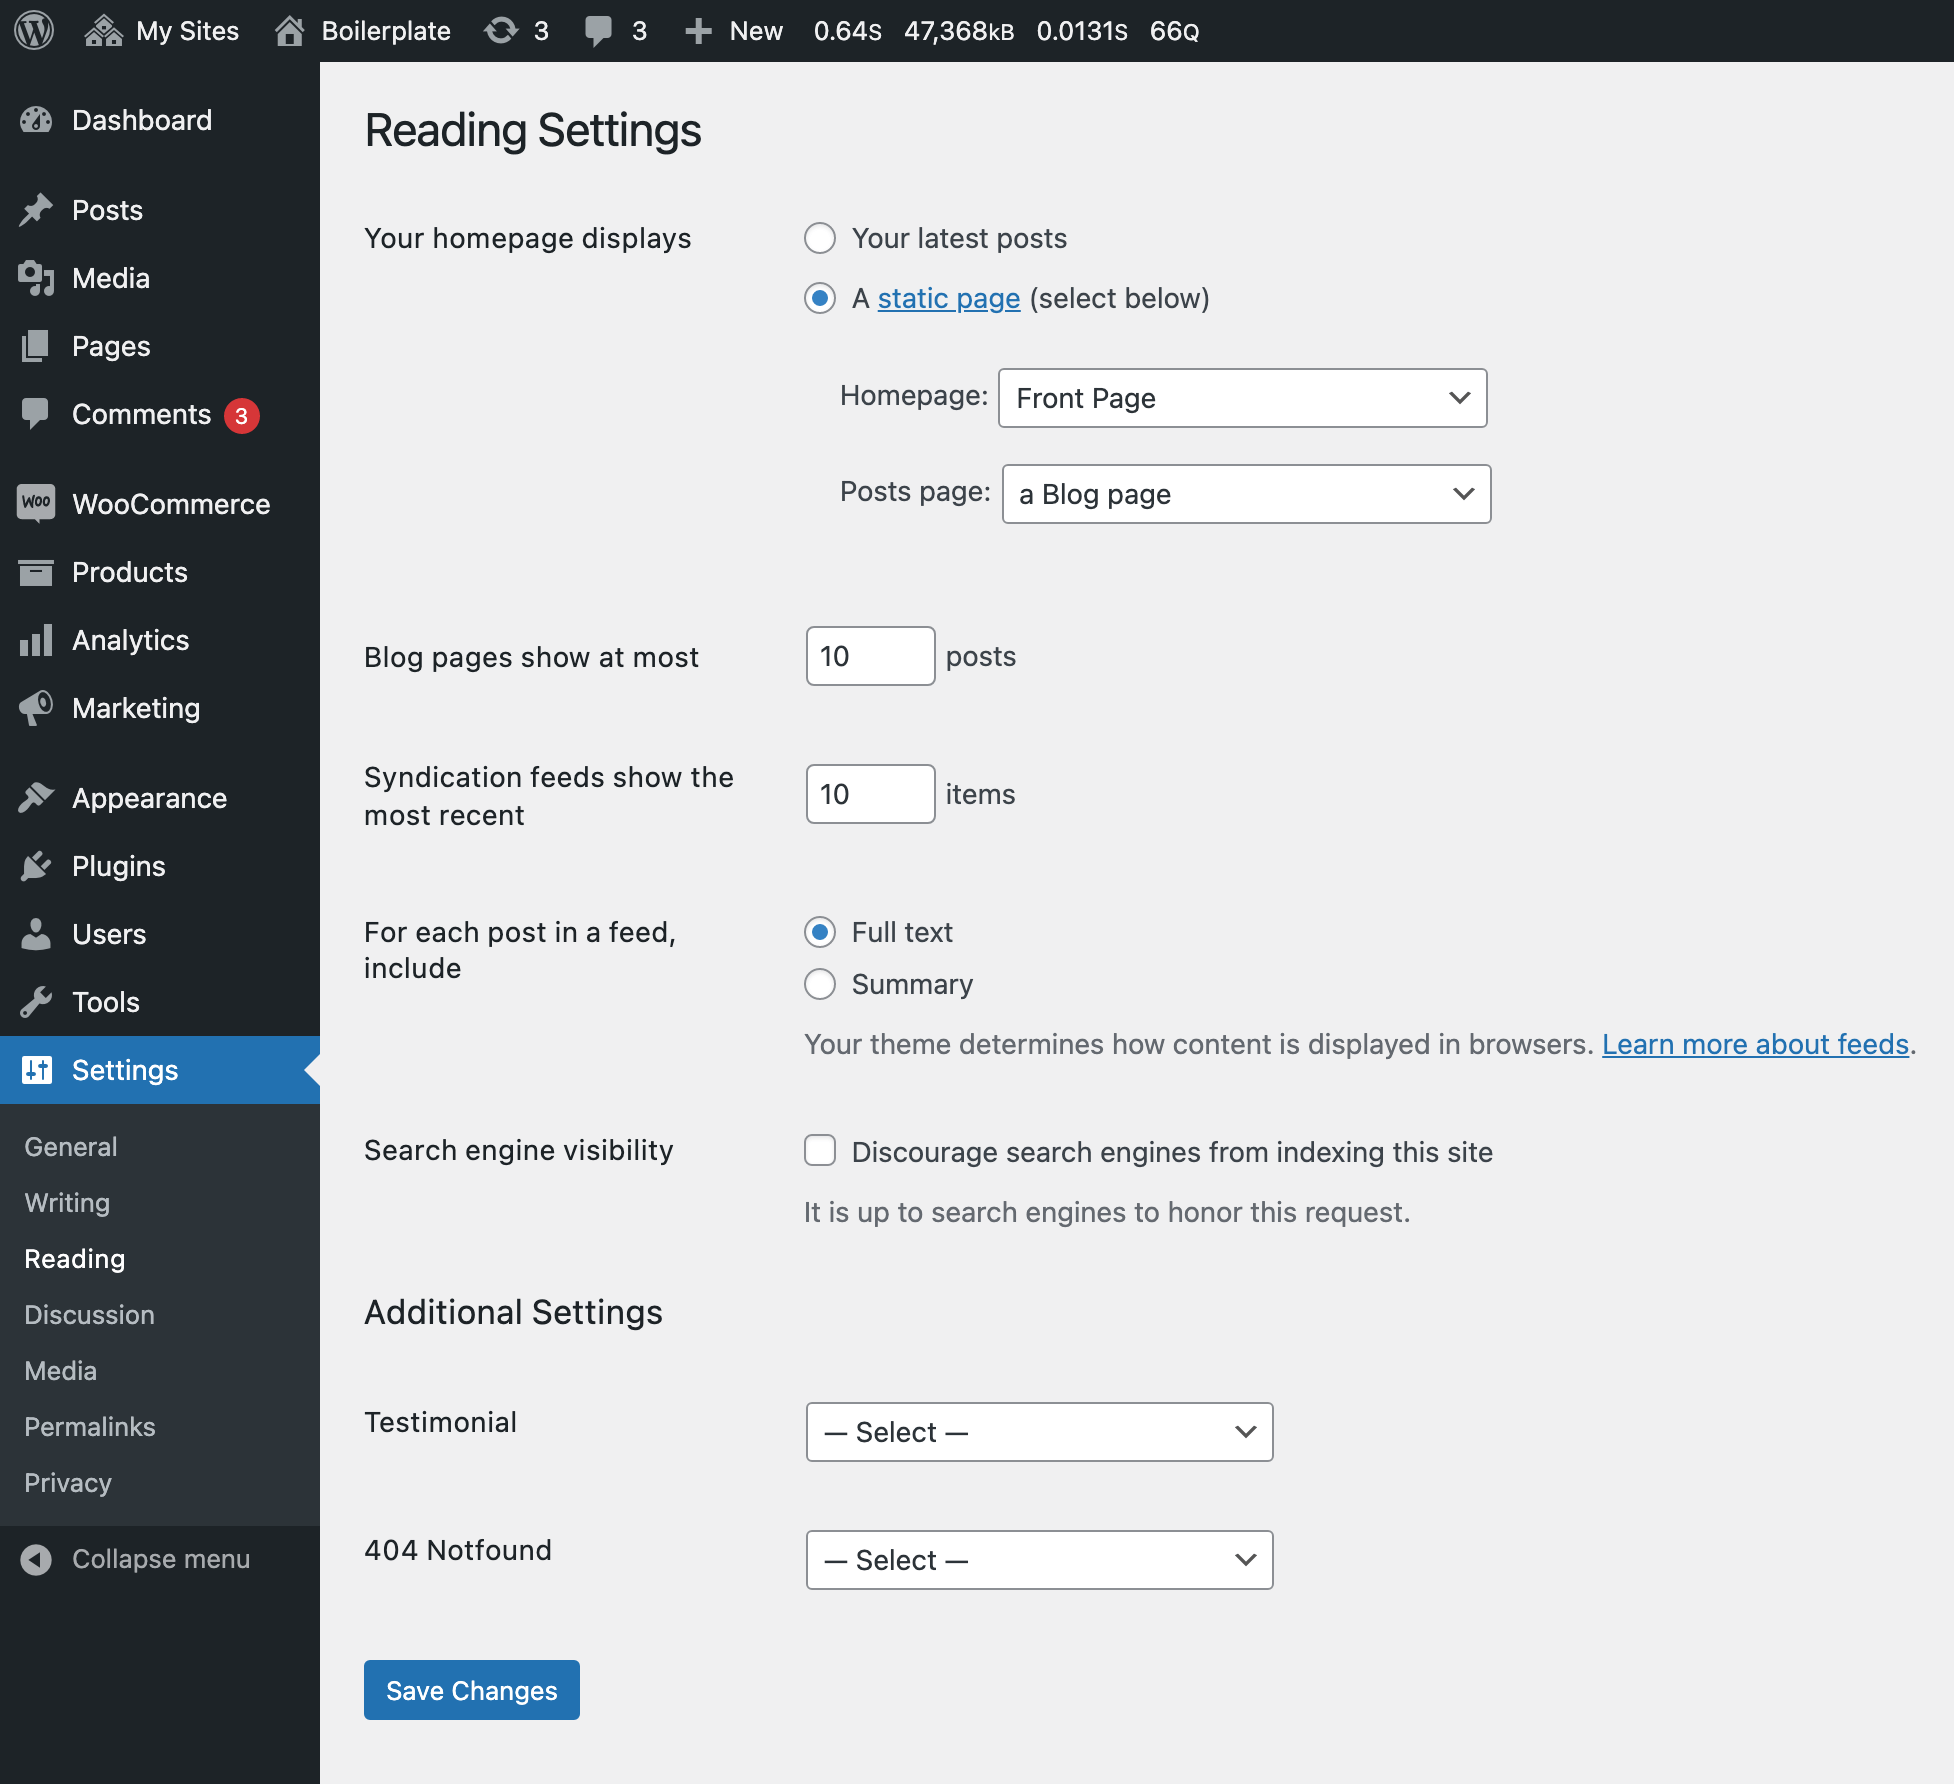 My Sites Boilerplate 3 3 New 0.64S 47,368KB 0.0131S 66Q
Dashboard
Posts
Media
Pages
Comments 3
WOO WooCommerce
Products
Analytics
Marketing
Appearance
Plugins
Users
Tools
Settings
General
Writing
Reading
Discussion
Media
Permalinks
Privacy
Collapse menu
Reading Settings
Your homepage displays
Your latest posts
A static page (select below)
Homepage: Front Page
Posts page: a Blog page
Blog pages show at most 10 posts
Syndication feeds show the
most recent
10 items
For each post in a feed,
include
Full text
Summary
Your theme determines how content is displayed in browsers. Learn more about feeds.
Search engine visibility
Discourage search engines from indexing this site
It is up to search engines to honor this request.
Additional Settings
Testimonial — Select —
404 Notfound — Select —
Save Changes